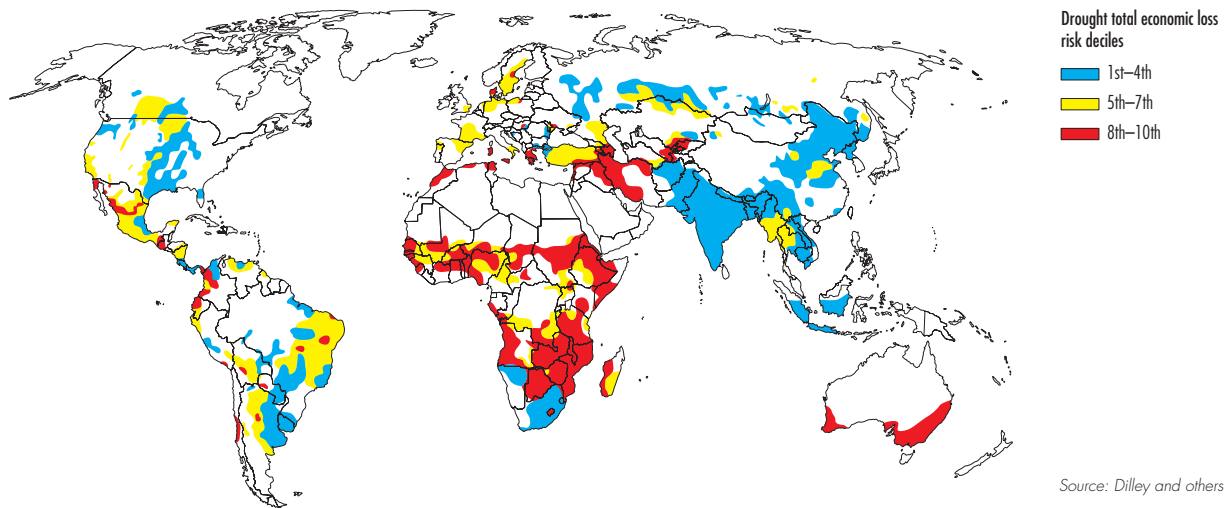 Drought total economic loss
risk deciles
1st–4th
5th–7th
8th–10th
Source: Dilley and others